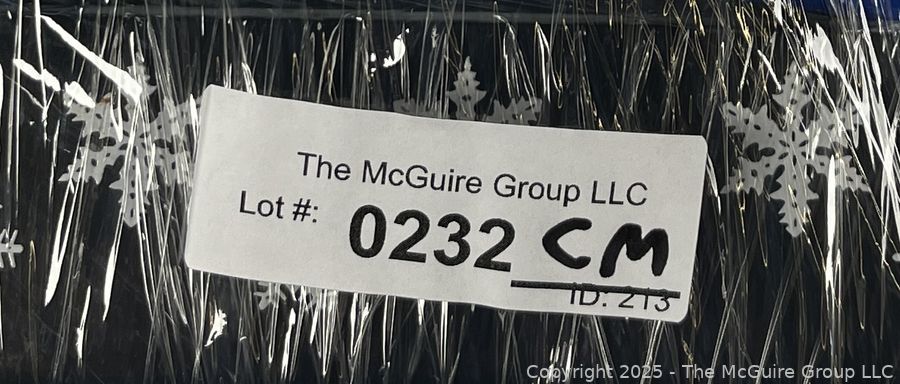 The McGuire Group LLC
Lot #: 0232 CM
ID: 213
Copyright 2025 - The McGuire Group LLC